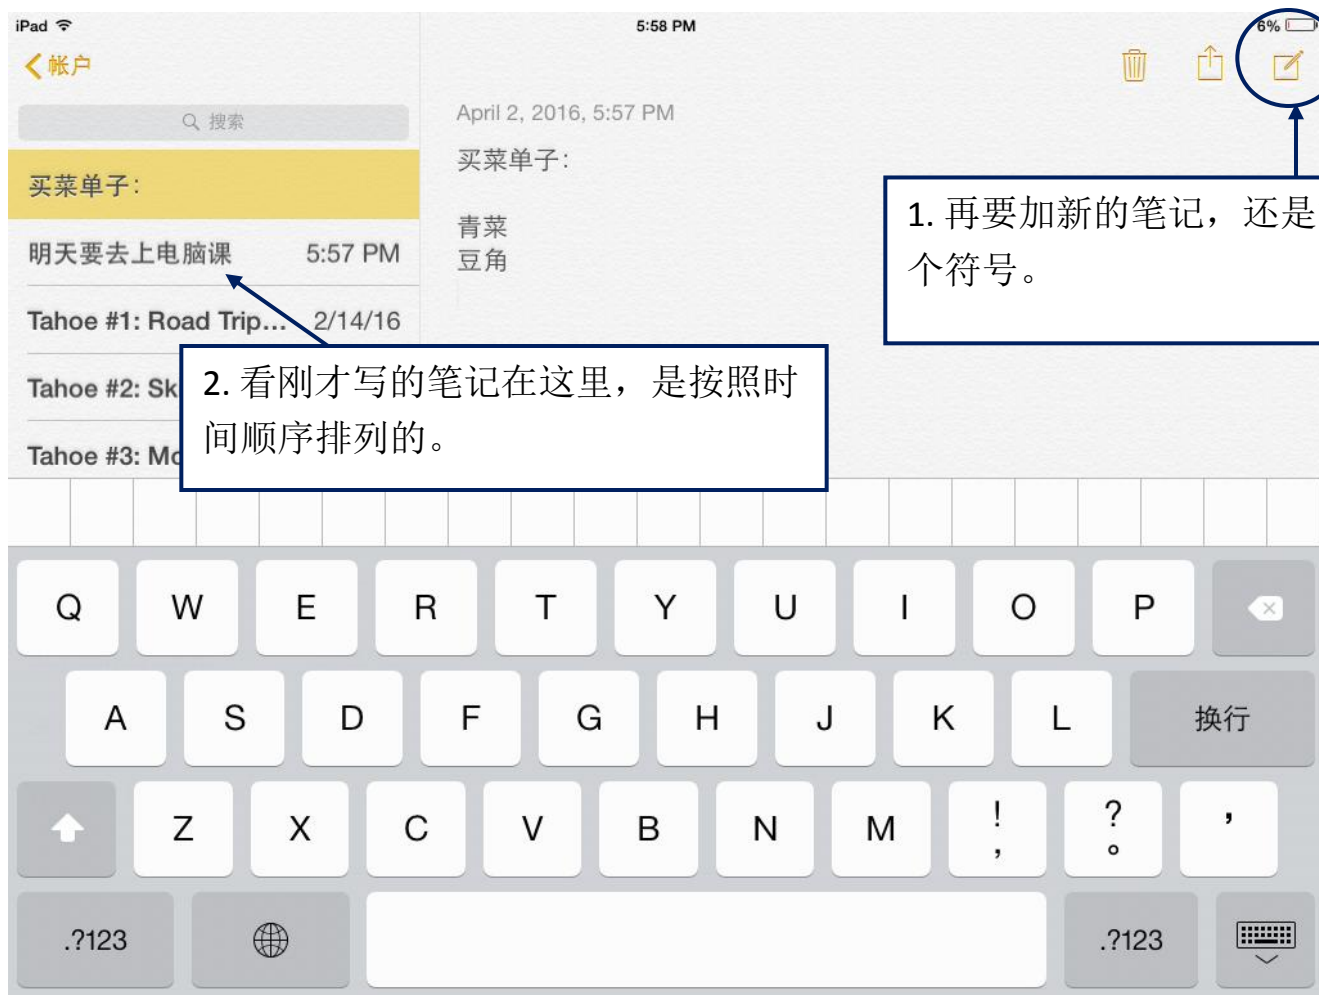 iPad 5:58 PM 6%
帐户
搜索
April 2, 2016, 5:57 PM
买菜单子：
买菜单子：
青菜
豆角
1. 再要加新的笔记，还是
个符号。
明天要去上电脑课 5:57 PM
Tahoe #1: Road Trip... 2/14/16
Tahoe #2: Sk
Tahoe #3: Mo
2. 看刚才写的笔记在这里，是按照时
间顺序排列的。
Q W E R T Y U I O P
A S D F G H J K L 换行
Z X C V B N M ! , ? 。 ，
.?123 .?123